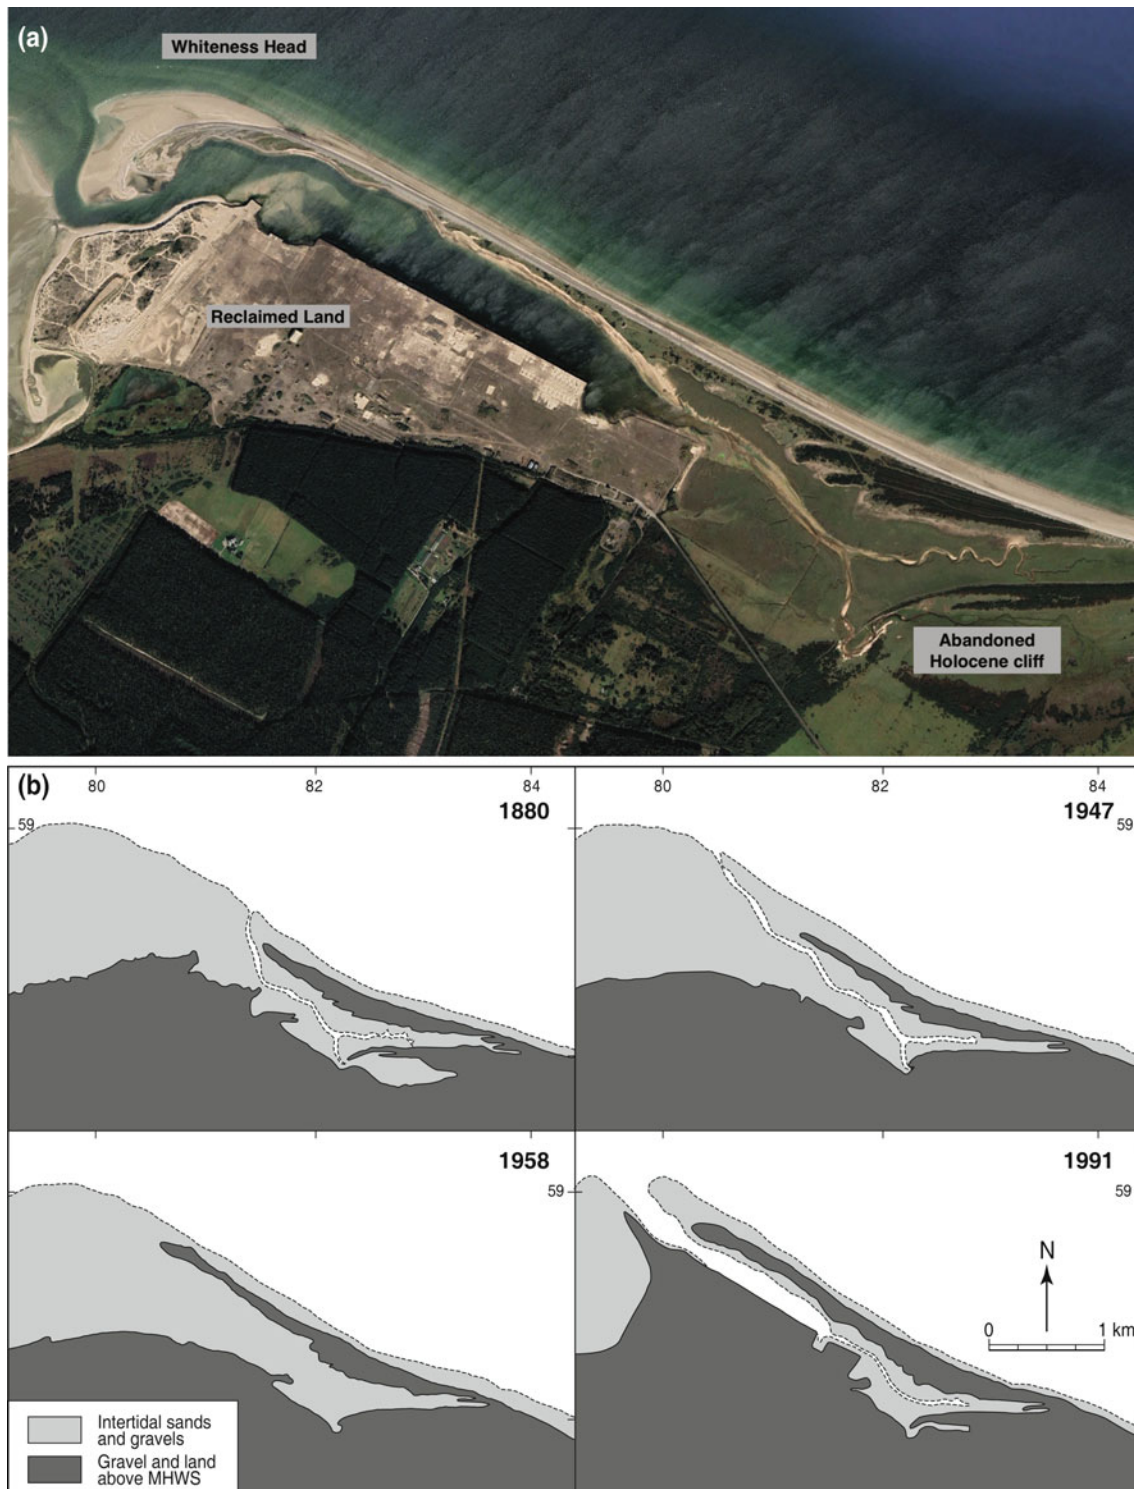 (a)
Whiteness Head
Reclaimed Land
Abandoned
Holocene cliff
(b)
80
82
84
1880
59
80
82
84
1947
59
1958
59
1991
59
N
0
1 km
Intertidal sands
and gravels
Gravel and land
above MHWS